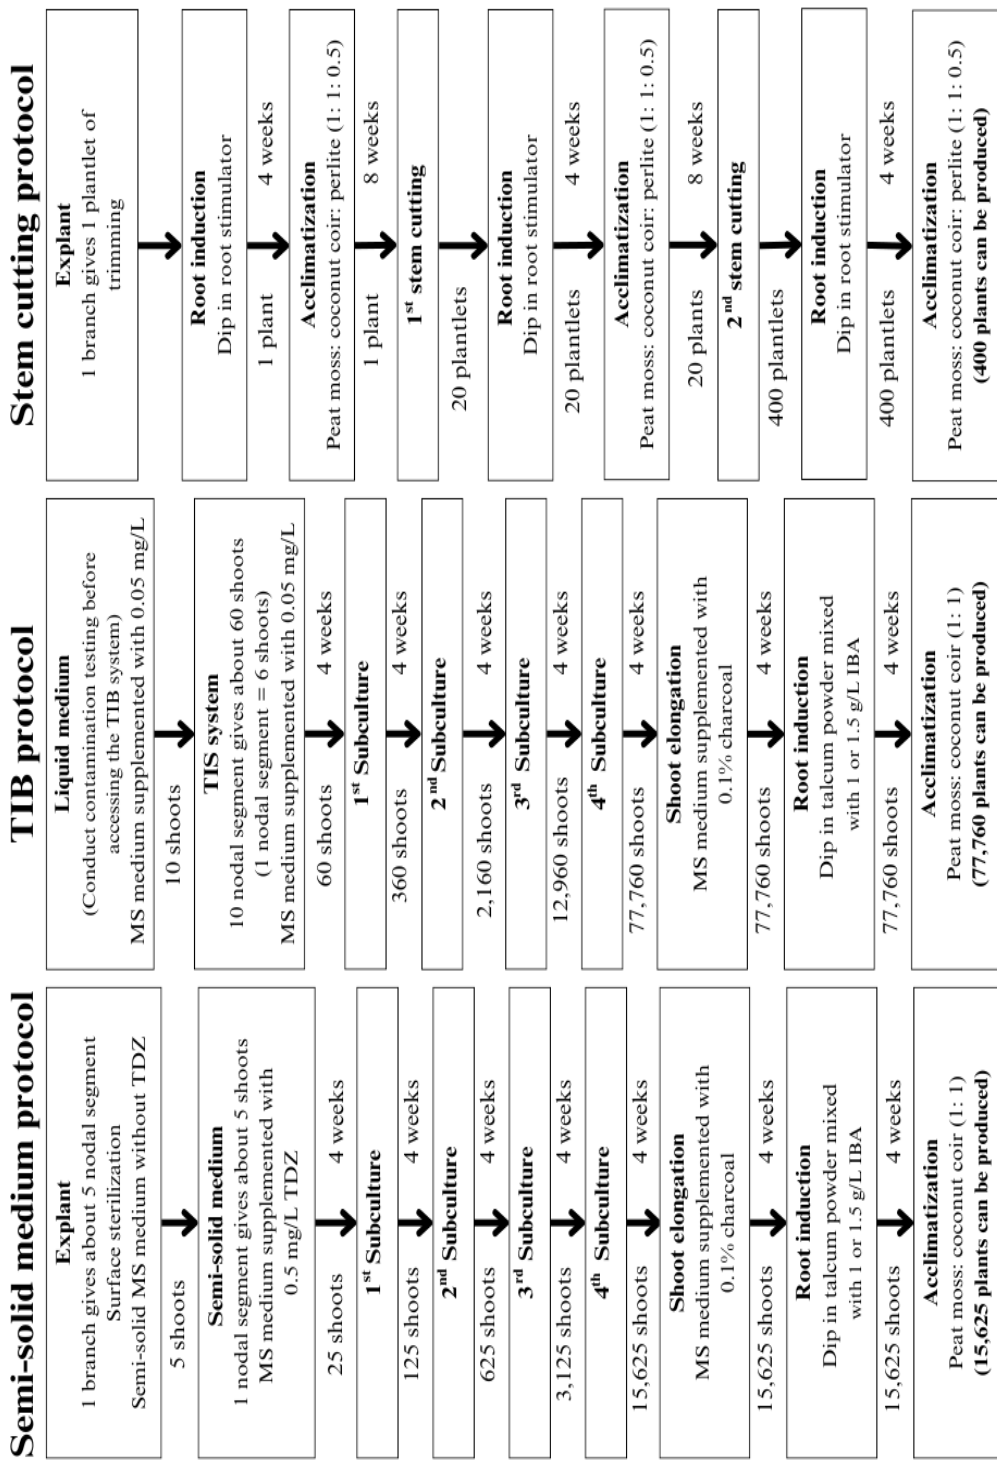 Semi-solid medium protocol
Explant
1 branch gives about 5 nodal segment
Surface sterilization
Semi-solid MS medium without TDZ
5 shoots
Semi-solid medium
1 nodal segment gives about 5 shoots
MS medium supplemented with
0.5 mg/L TDZ
25 shoots 4 weeks
1st Subculture
125 shoots 4 weeks
2nd Subculture
625 shoots 4 weeks
3rd Subculture
3,125 shoots 4 weeks
4th Subculture
15,625 shoots 4 weeks
Shoot elongation
MS medium supplemented with
0.1% charcoal
15,625 shoots 4 weeks
Root induction
Dip in talcum powder mixed
with 1 or 1.5 g/L IBA
15,625 shoots 4 weeks
Acclimatization
Peat moss: coconut coir (1: 1)
(15,625 plants can be produced)
TIB protocol
Liquid medium
(Conduct contamination testing before
accessing the TIB system)
MS medium supplemented with 0.05 mg/L
10 shoots
TIS system
10 nodal segment gives about 60 shoots
(1 nodal segment = 6 shoots)
MS medium supplemented with 0.05 mg/L
60 shoots 4 weeks
1st Subculture
360 shoots 4 weeks
2nd Subculture
2,160 shoots 4 weeks
3rd Subculture
12,960 shoots 4 weeks
4th Subculture
77,760 shoots 4 weeks
Shoot elongation
MS medium supplemented with
0.1% charcoal
77,760 shoots 4 weeks
Root induction
Dip in talcum powder mixed
with 1 or 1.5 g/L IBA
77,760 shoots 4 weeks
Acclimatization
Peat moss: coconut coir (1: 1)
(77,760 plants can be produced)
Stem cutting protocol
Explant
1 branch gives 1 plantlet of
trimming
Root induction
Dip in root stimulator
1 plant 4 weeks
Acclimatization
Peat moss: coconut coir: perlite (1: 1: 0.5)
1 plant 8 weeks
1st stem cutting
20 plantlets
Root induction
Dip in root stimulator
20 plantlets 4 weeks
Acclimatization
Peat moss: coconut coir: perlite (1: 1: 0.5)
20 plants 8 weeks
2nd stem cutting
400 plantlets
Root induction
Dip in root stimulator
400 plantlets 4 weeks
Acclimatization
Peat moss: coconut coir: perlite (1: 1: 0.5)
(400 plants can be produced)